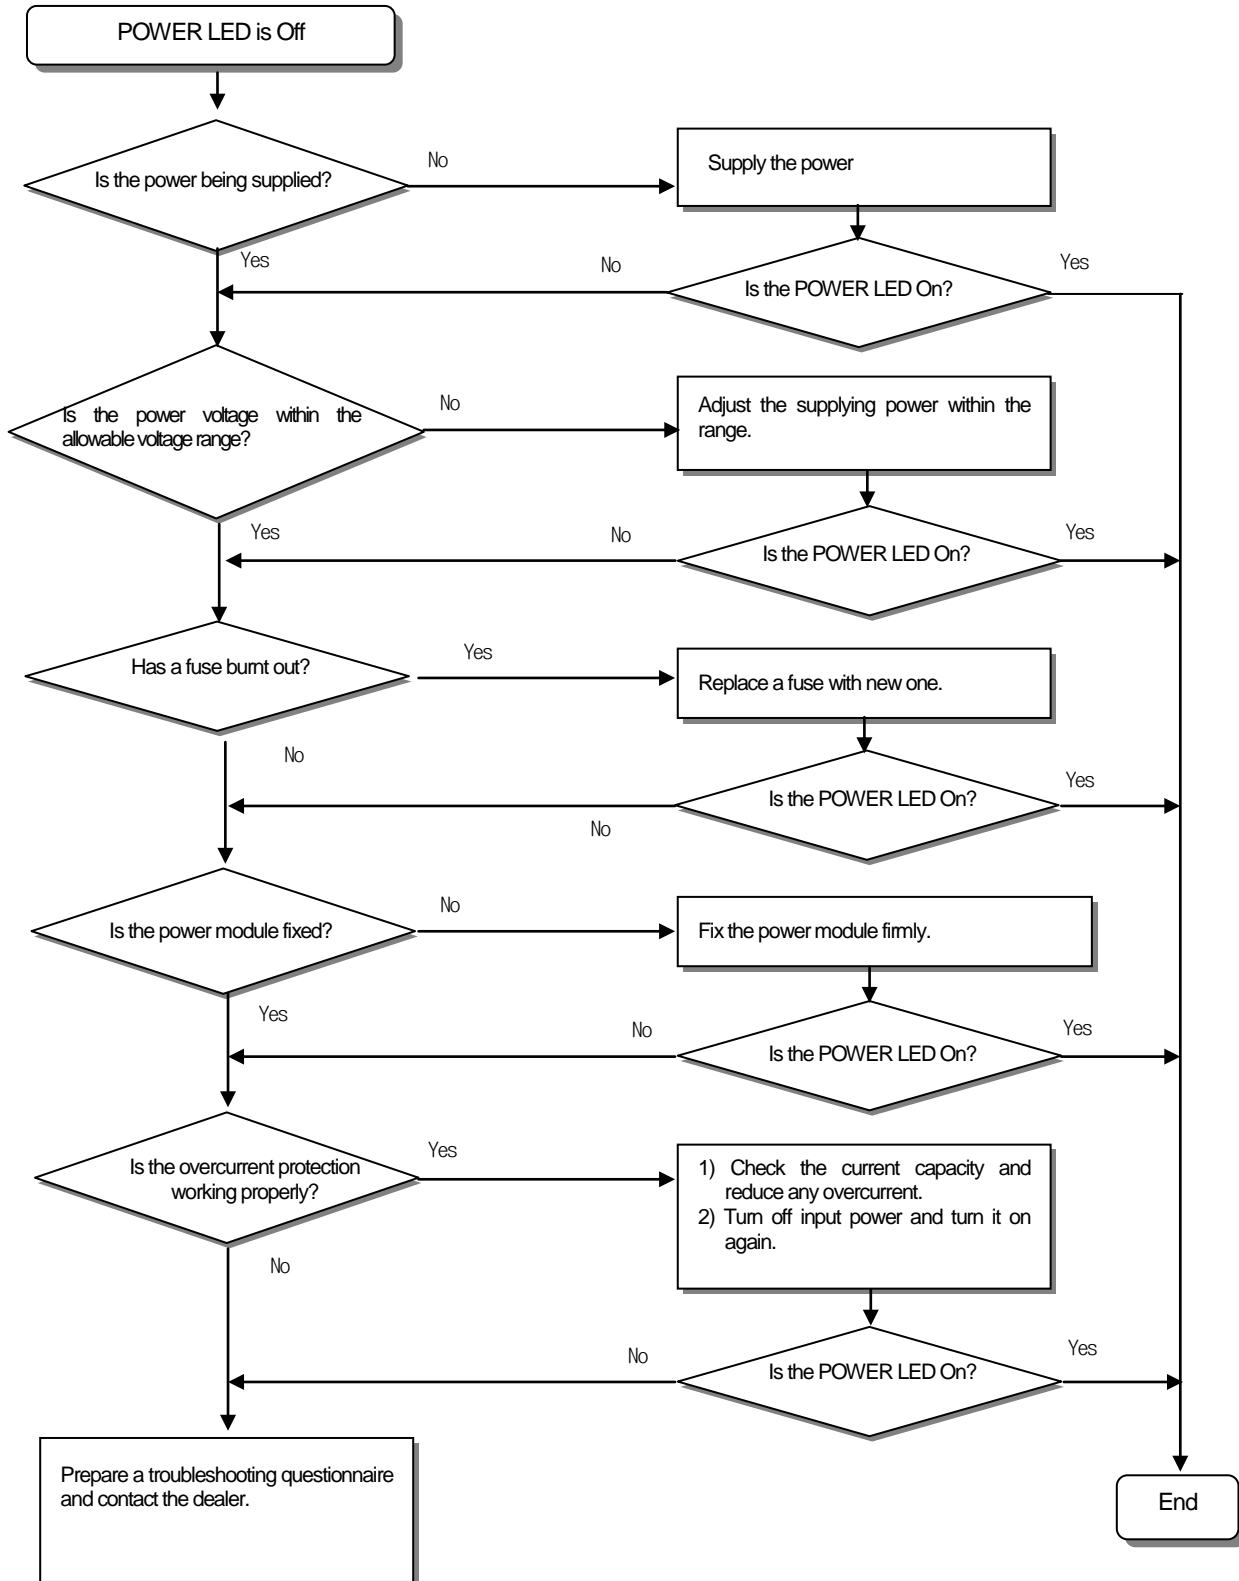 POWER LED is Off
Is the power being supplied?
No
Supply the power
Yes
No
Is the POWER LED On?
Yes
Is the power voltage within the
allowable voltage range?
No
Adjust the supplying power within the
range.
Yes
No
Is the POWER LED On?
Yes
Has a fuse burnt out?
Yes
Replace a fuse with new one.
No
No
Is the POWER LED On?
Yes
Is the power module fixed?
No
Fix the power module firmly.
Yes
No
Is the POWER LED On?
Yes
Is the overcurrent protection
working properly?
Yes
1) Check the current capacity and
reduce any overcurrent.
2) Turn off input power and turn it on
again.
No
No
Is the POWER LED On?
Yes
Prepare a troubleshooting questionnaire
and contact the dealer.
End